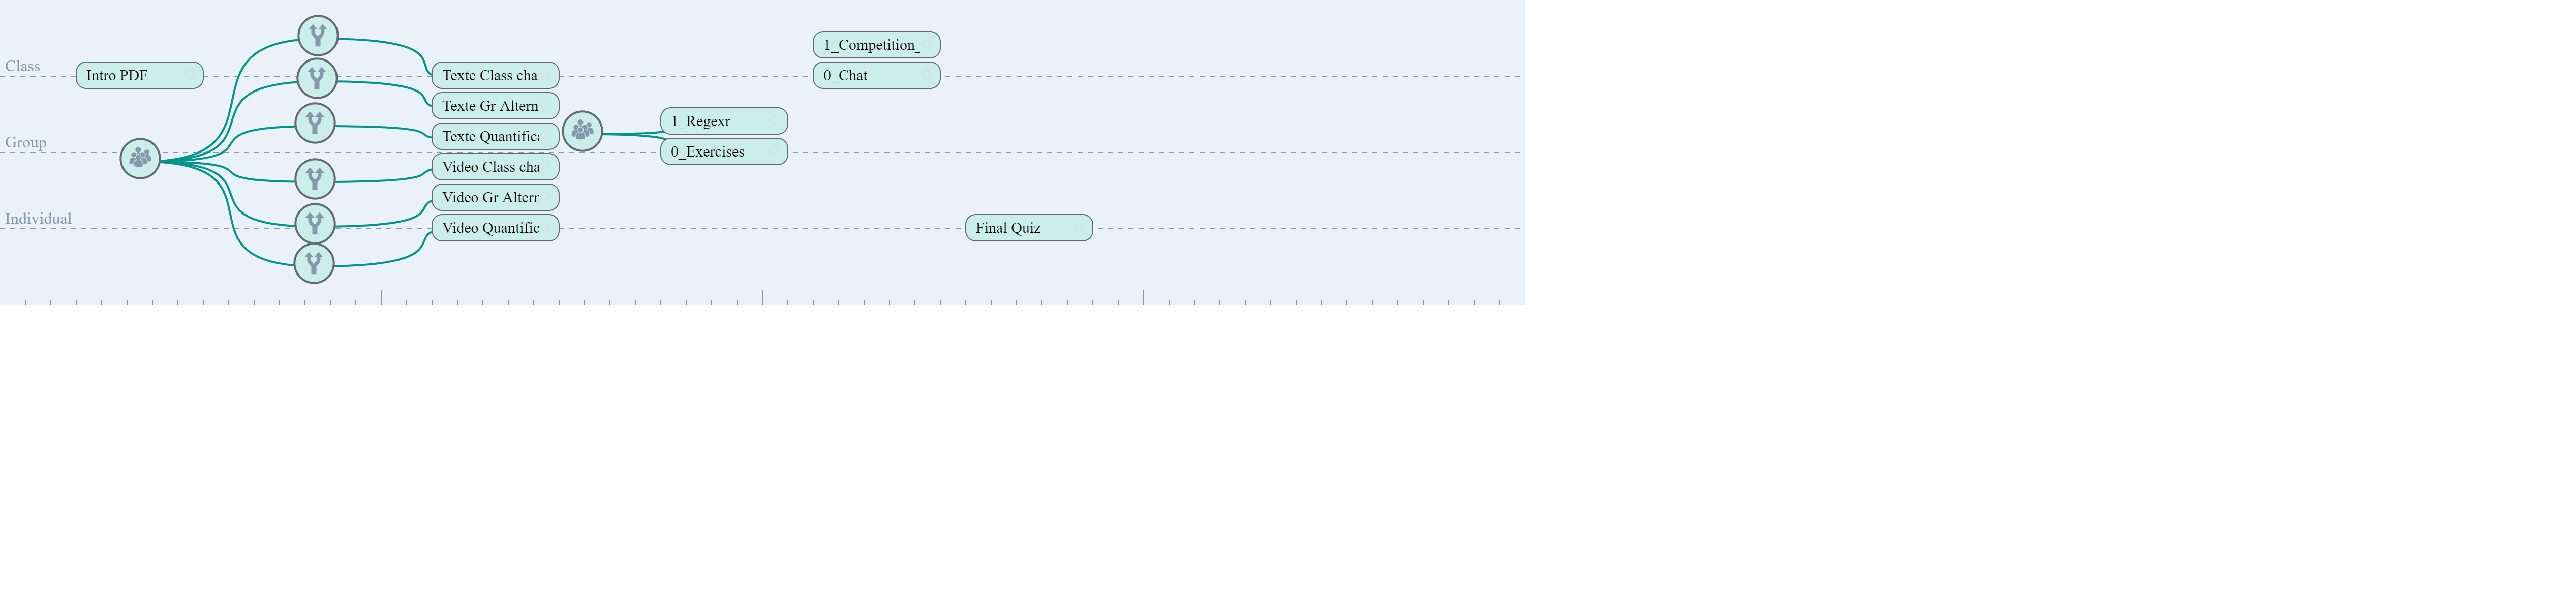 1_Competition_
Class
Intro PDF
Texte Class cha
0_Chat
Texte Gr Altern
1_Regexr
Texte Quantific
Group
0_Exercises
Video Class cha
Video Gr Altern
Individual
Video Quantific
Final Quiz